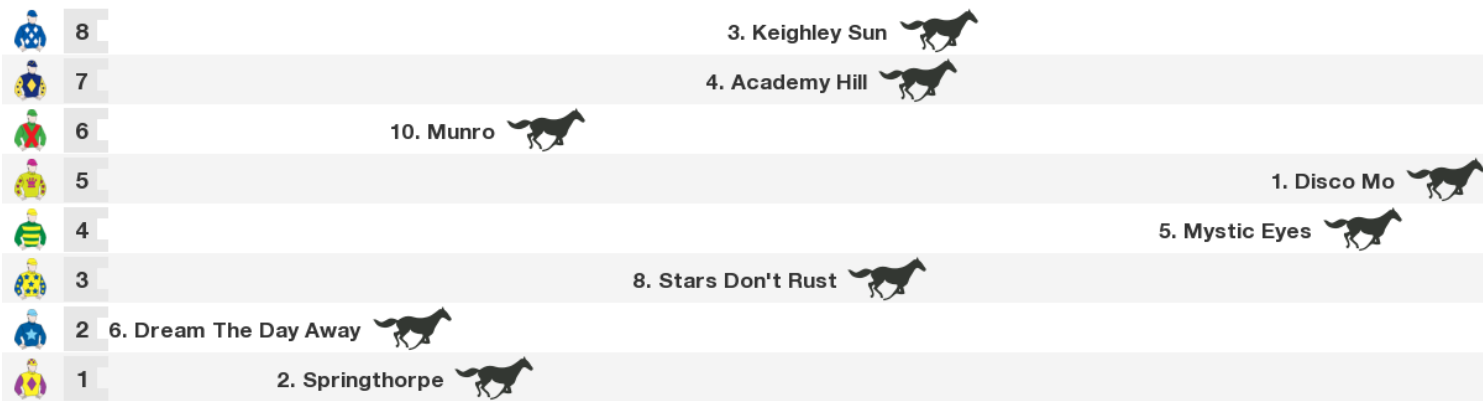 8 3. Keighley Sun
7 4. Academy Hill
6 10. Munro
5 1. Disco Mo
4 5. Mystic Eyes
3 8. Stars Don't Rust
2 6. Dream The Day Away
1 2. Springthorpe